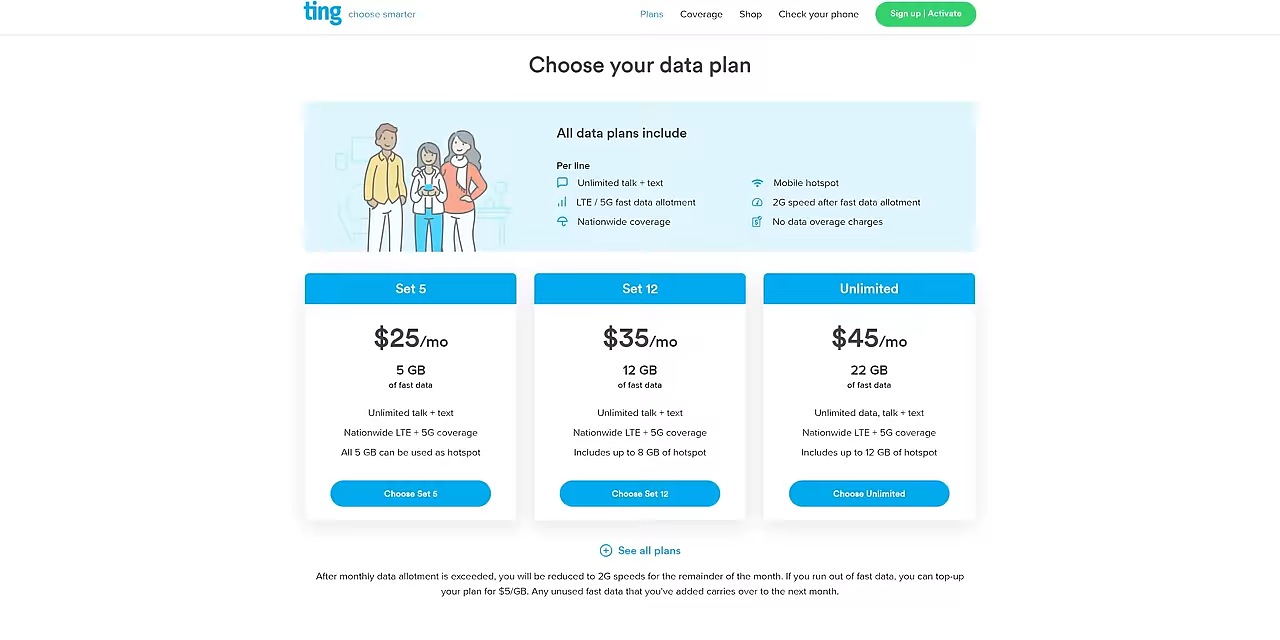 ting choose smarter
Plans Coverage Shop Check your phone Sign up | Activate
Choose your data plan
All data plans include
Per line
Unlimited talk + text
LTE / 5G fast data allotment
Nationwide coverage
Mobile hotspot
2G speed after fast data allotment
No data overage charges
Set 5
$25/mo
5 GB
of fast data
Unlimited talk + text
Nationwide LTE + 5G coverage
All 5 GB can be used as hotspot
Choose Set 5
Set 12
$35/mo
12 GB
of fast data
Unlimited talk + text
Nationwide LTE + 5G coverage
Includes up to 8 GB of hotspot
Choose Set 12
Unlimited
$45/mo
22 GB
of fast data
Unlimited data, talk + text
Nationwide LTE + 5G coverage
Includes up to 12 GB of hotspot
Choose Unlimited
See all plans
After monthly data allotment is exceeded, you will be reduced to 2G speeds for the remainder of the month. If you run out of fast data, you can top-up
your plan for $5/GB. Any unused fast data that you've added carries over to the next month.